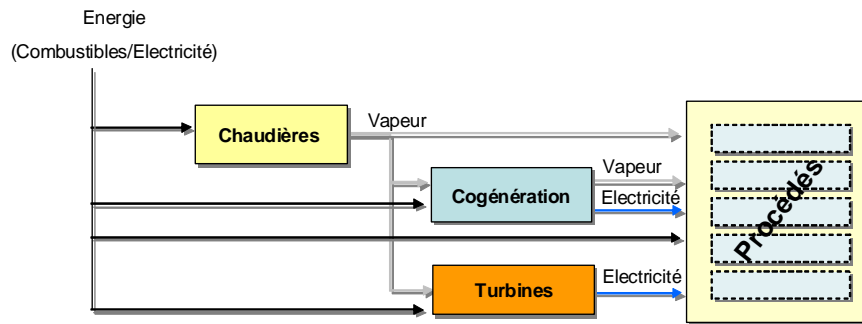 Energie
(Combustibles/Electricité)
Vapeur
Chaudières
Vapeur
Cogénération
Electricité
Procédés
Electricité
Turbines